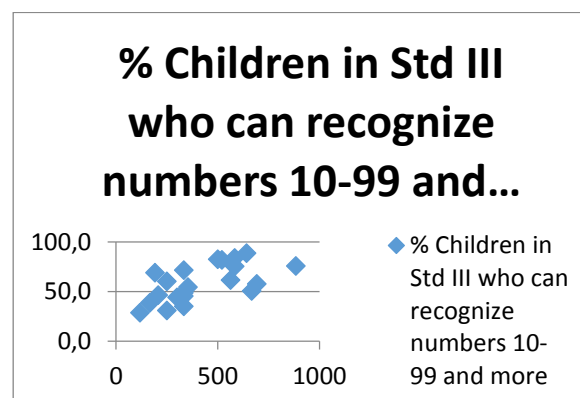 % Children in Std III
who can recognize
numbers 10-99 and...
100,0
50,0
0,0
0
500
1000
% Children in
Std III who can
recognize
numbers 10-
99 and more